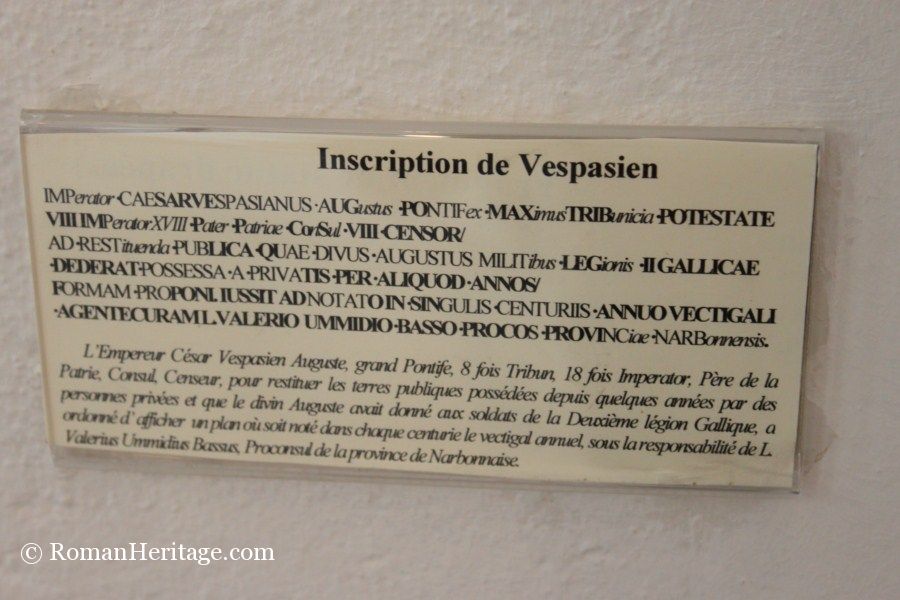 Inscription de Vespasien
IMPerator·CAESARVESPASIANUS·AUGustus·PONTIFex·MAXimusTRIBunicia·POTESTATE
VIII IMPeratorXVIII·Pater·Patriae·ConSul·VIII·CENSOR/
AD·RESTituenda·PUBLICA·QUAE·DIVUS·AUGUSTUS MILITibus·LEGionis·II GALLICAE
·DEDERAT·POSSESSA·A·PRIVATIS·PER·ALIQUOD·ANNOS/
FORMAM·PROPONI.IUSSIT AD NOTATO IN·SINGULIS·CENTURIIS·ANNUO VECTIGALI
·AGENTE CURAM L.VALERIO UMMIDIO·BASSO·PROCOS·PROVINCiae·NARBonnensis.
L'Empereur César Vespasien Auguste, grand Pontife, 8 fois Tribun, 18 fois Imperator, Père de la
Patrie, Consul, Censeur, pour restituer les terres publiques possédées depuis quelques années par des
personnes privées et que le divin Auguste avait donné aux soldats de la Deuxième légion Gallique, a
ordonné d`afficher un plan où soit noté dans chaque centurie le vectigal annuel, sous la responsabilité de L.
Valerius Ummidius Bassus, Proconsul de la province de Narbonnaise.
© RomanHeritage.com